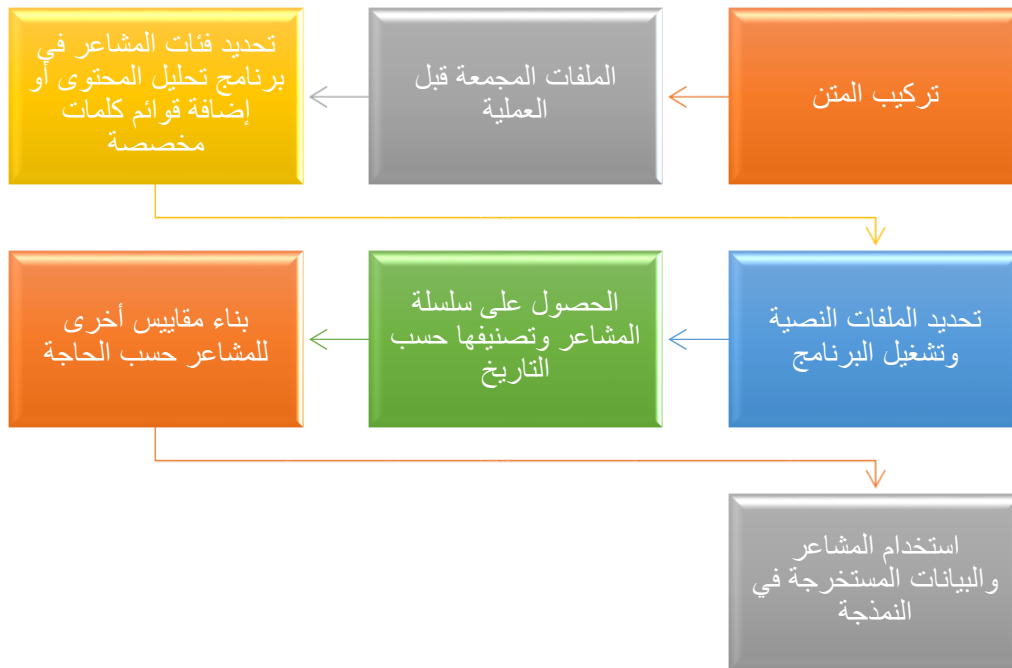 تركيب المتن
الملفات المجمعة قبل
العملية
تحديد فئات المشاعر في
برنامج تحليل المحتوى أو
إضافة قوائم كلمات
مخصصة
تحديد الملفات النصية
وتشغيل البرنامج
الحصول على سلسلة
المشاعر وتصنيفها حسب
التاريخ
بناء مقاييس أخرى
للمشاعر حسب الحاجة
استخدام المشاعر
والبيانات المستخرجة في
النمذجة